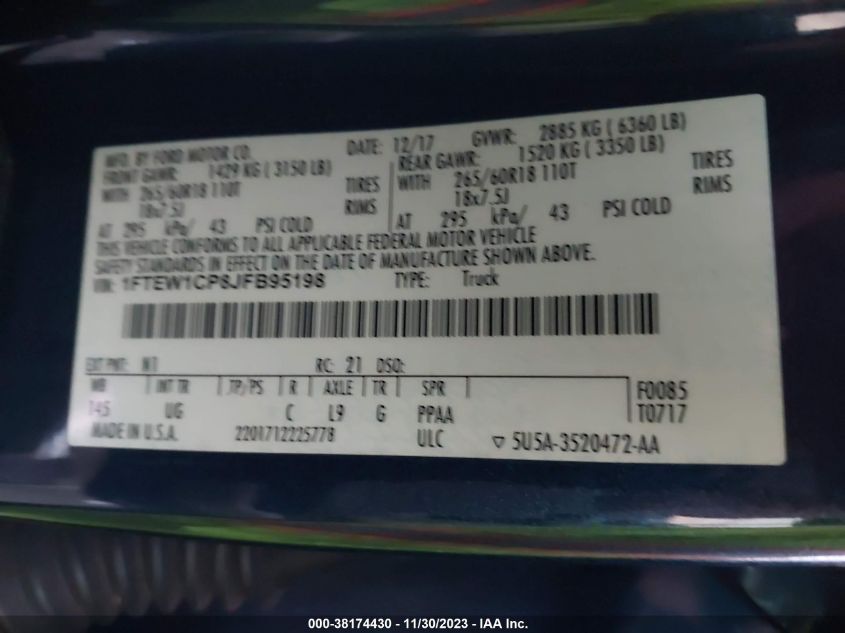 MFD. BY FORD MOTOR CO. DATE: 12/17 GVWR: 2885 KG ( 6360 LB)
FRONT GAWR: 1429 KG ( 3150 LB) REAR GAWR: 1520 KG ( 3350 LB)
WITH 265/60R18 110T TIRES WITH 265/60R18 110T TIRES
18x7.5J RIMS 18x7.5J RIMS
AT 295 kPa/ 43 PSI COLD AT 295 kPa/ 43 PSI COLD
THIS VEHICLE CONFORMS TO ALL APPLICABLE FEDERAL MOTOR VEHICLE
SAFETY STANDARDS IN EFFECT ON THE DATE OF MANUFACTURE SHOWN ABOVE.
VIN: 1FTEW1CP8JFB95198 TYPE: Truck
EXT PNT: N1 RC: 21 DSO:
WB INT TR TP/PS R AXLE TR SPR F0085
145 UG C L9 G PPAA T0717
MADE IN U.S.A. 2201712225778 ULC ▽ 5U5A-3520472-AA
000-38174430 - 11/30/2023 - IAA Inc.